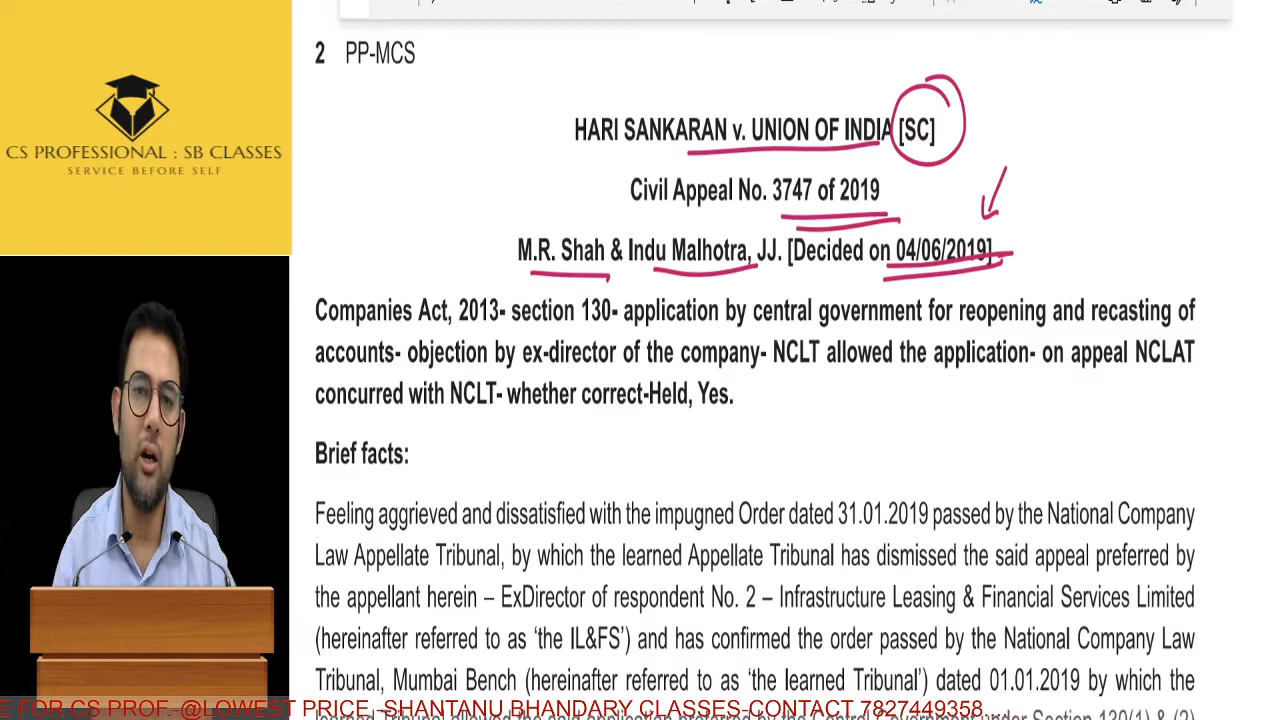 2 PP-MCS
HARI SANKARAN v. UNION OF INDIA [SC]
CS PROFESSIONAL : SB CLASSES
SERVICE BEFORE SELF
Civil Appeal No. 3747 of 2019
M.R. Shah & Indu Malhotra, JJ. [Decided on 04/06/2019]
Companies Act, 2013- section 130- application by central government for reopening and recasting of
accounts- objection by ex-director of the company- NCLT allowed the application- on appeal NCLAT
concurred with NCLT- whether correct-Held, Yes.
Brief facts:
Feeling aggrieved and dissatisfied with the impugned Order dated 31.01.2019 passed by the National Company
Law Appellate Tribunal, by which the learned Appellate Tribunal has dismissed the said appeal preferred by
the appellant herein – ExDirector of respondent No. 2 – Infrastructure Leasing & Financial Services Limited
(hereinafter referred to as ‘the IL&FS’) and has confirmed the order passed by the National Company Law
Tribunal, Mumbai Bench (hereinafter referred to as ‘the learned Tribunal’) dated 01.01.2019 by which the
E FOR CS PROF.-@LOWEST PRICE -SHANTANU BHANDARY CLASSES-CONTACT 7827449358.